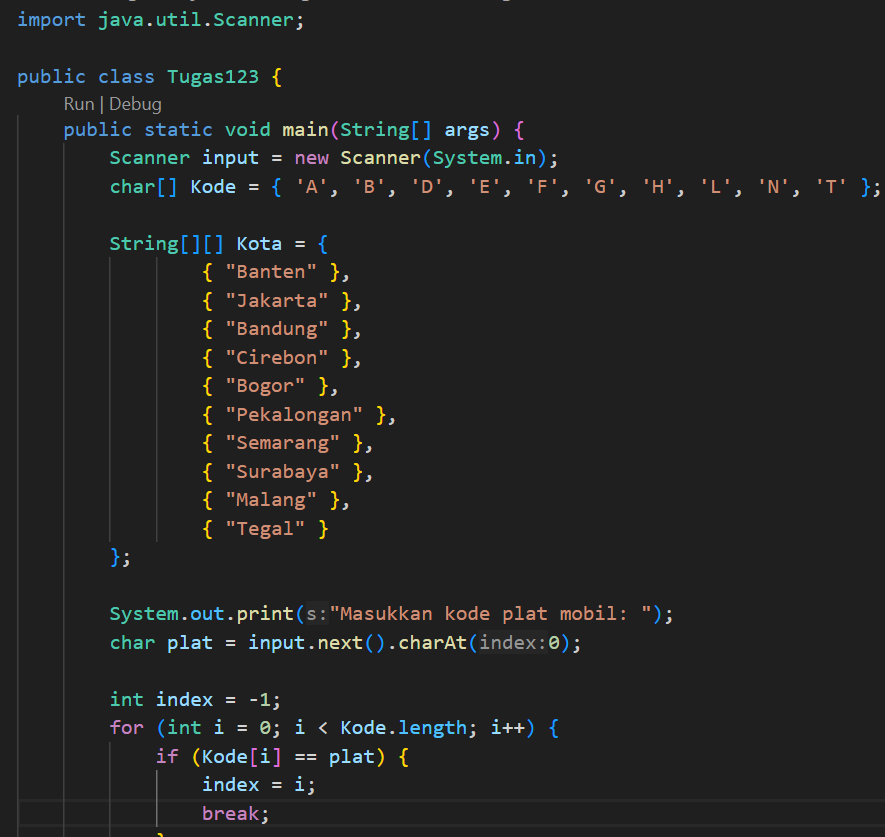 import java.util.Scanner;
public class Tugas123 {
Run | Debug
public static void main(String[] args) {
Scanner input = new Scanner(System.in);
char[] Kode = { 'A', 'B', 'D', 'E', 'F', 'G', 'H', 'L', 'N', 'T' };
String[][] Kota = {
{ "Banten" },
{ "Jakarta" },
{ "Bandung" },
{ "Cirebon" },
{ "Bogor" },
{ "Pekalongan" },
{ "Semarang" },
{ "Surabaya" },
{ "Malang" },
{ "Tegal" }
};
System.out.print(s:"Masukkan kode plat mobil: ");
char plat = input.next().charAt(index:0);
int index = -1;
for (int i = 0; i < Kode.length; i++) {
if (Kode[i] == plat) {
index = i;
break;